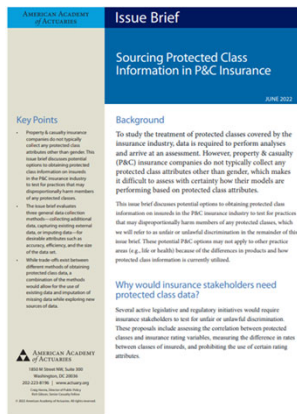 AMERICAN ACADEMY
of ACTUARIES
Issue Brief
Sourcing Protected Class
Information in P&C Insurance
JUNE 2022
Key Points
• Property & casualty insurance
companies do not typically
collect any protected class
attributes other than gender. This
issue brief discusses potential
options to obtaining protected
class information on insureds
in the P&C insurance industry
to test for practices that
may disproportionally harm members
of any protected classes.
• The issue brief evaluates
three general data collection
methods—collecting additional
data, capturing existing external
data, or imputing data—for
desirable attributes such as
accuracy, efficiency, and the size
of the data set.
• While trade-offs exist between
different methods of obtaining
protected class data, a
combination of the methods
would allow for the use of
existing data and imputation of
missing data while exploring new
sources of data.
AMERICAN ACADEMY
of ACTUARIES
1850 M Street NW, Suite 300
Washington, DC 20036
202-223-8196 | www.actuary.org
Craig Hanna, Director of Public Policy
© 2022 American Academy of Actuaries. All rights reserved.
Background
To study the treatment of protected classes covered by the
insurance industry, data is required to perform analyses
and arrive at an assessment. However, property & casualty
(P&C) insurance companies do not typically collect any
protected class attributes other than gender, which makes
it difficult to assess with certainty how their models are
performing based on protected class attributes.
This issue brief discusses potential options to obtaining protected class
information on insureds in the P&C insurance industry to test for practices
that may disproportionally harm members of any protected classes, which
we will refer to as unfair or unlawful discrimination in the remainder of this
issue brief. These potential P&C options may not apply to other practice
areas (e.g., life or health) because of the differences in products and how
protected class information is currently utilized.
Why would insurance stakeholders need
protected class data?
Several active legislative and regulatory initiatives would require
insurance stakeholders to test for unfair or unlawful discrimination.
These proposals include assessing the correlation between protected
classes and insurance rating variables, measuring the difference in rates
between classes of insureds, and prohibiting the use of certain rating
attributes.